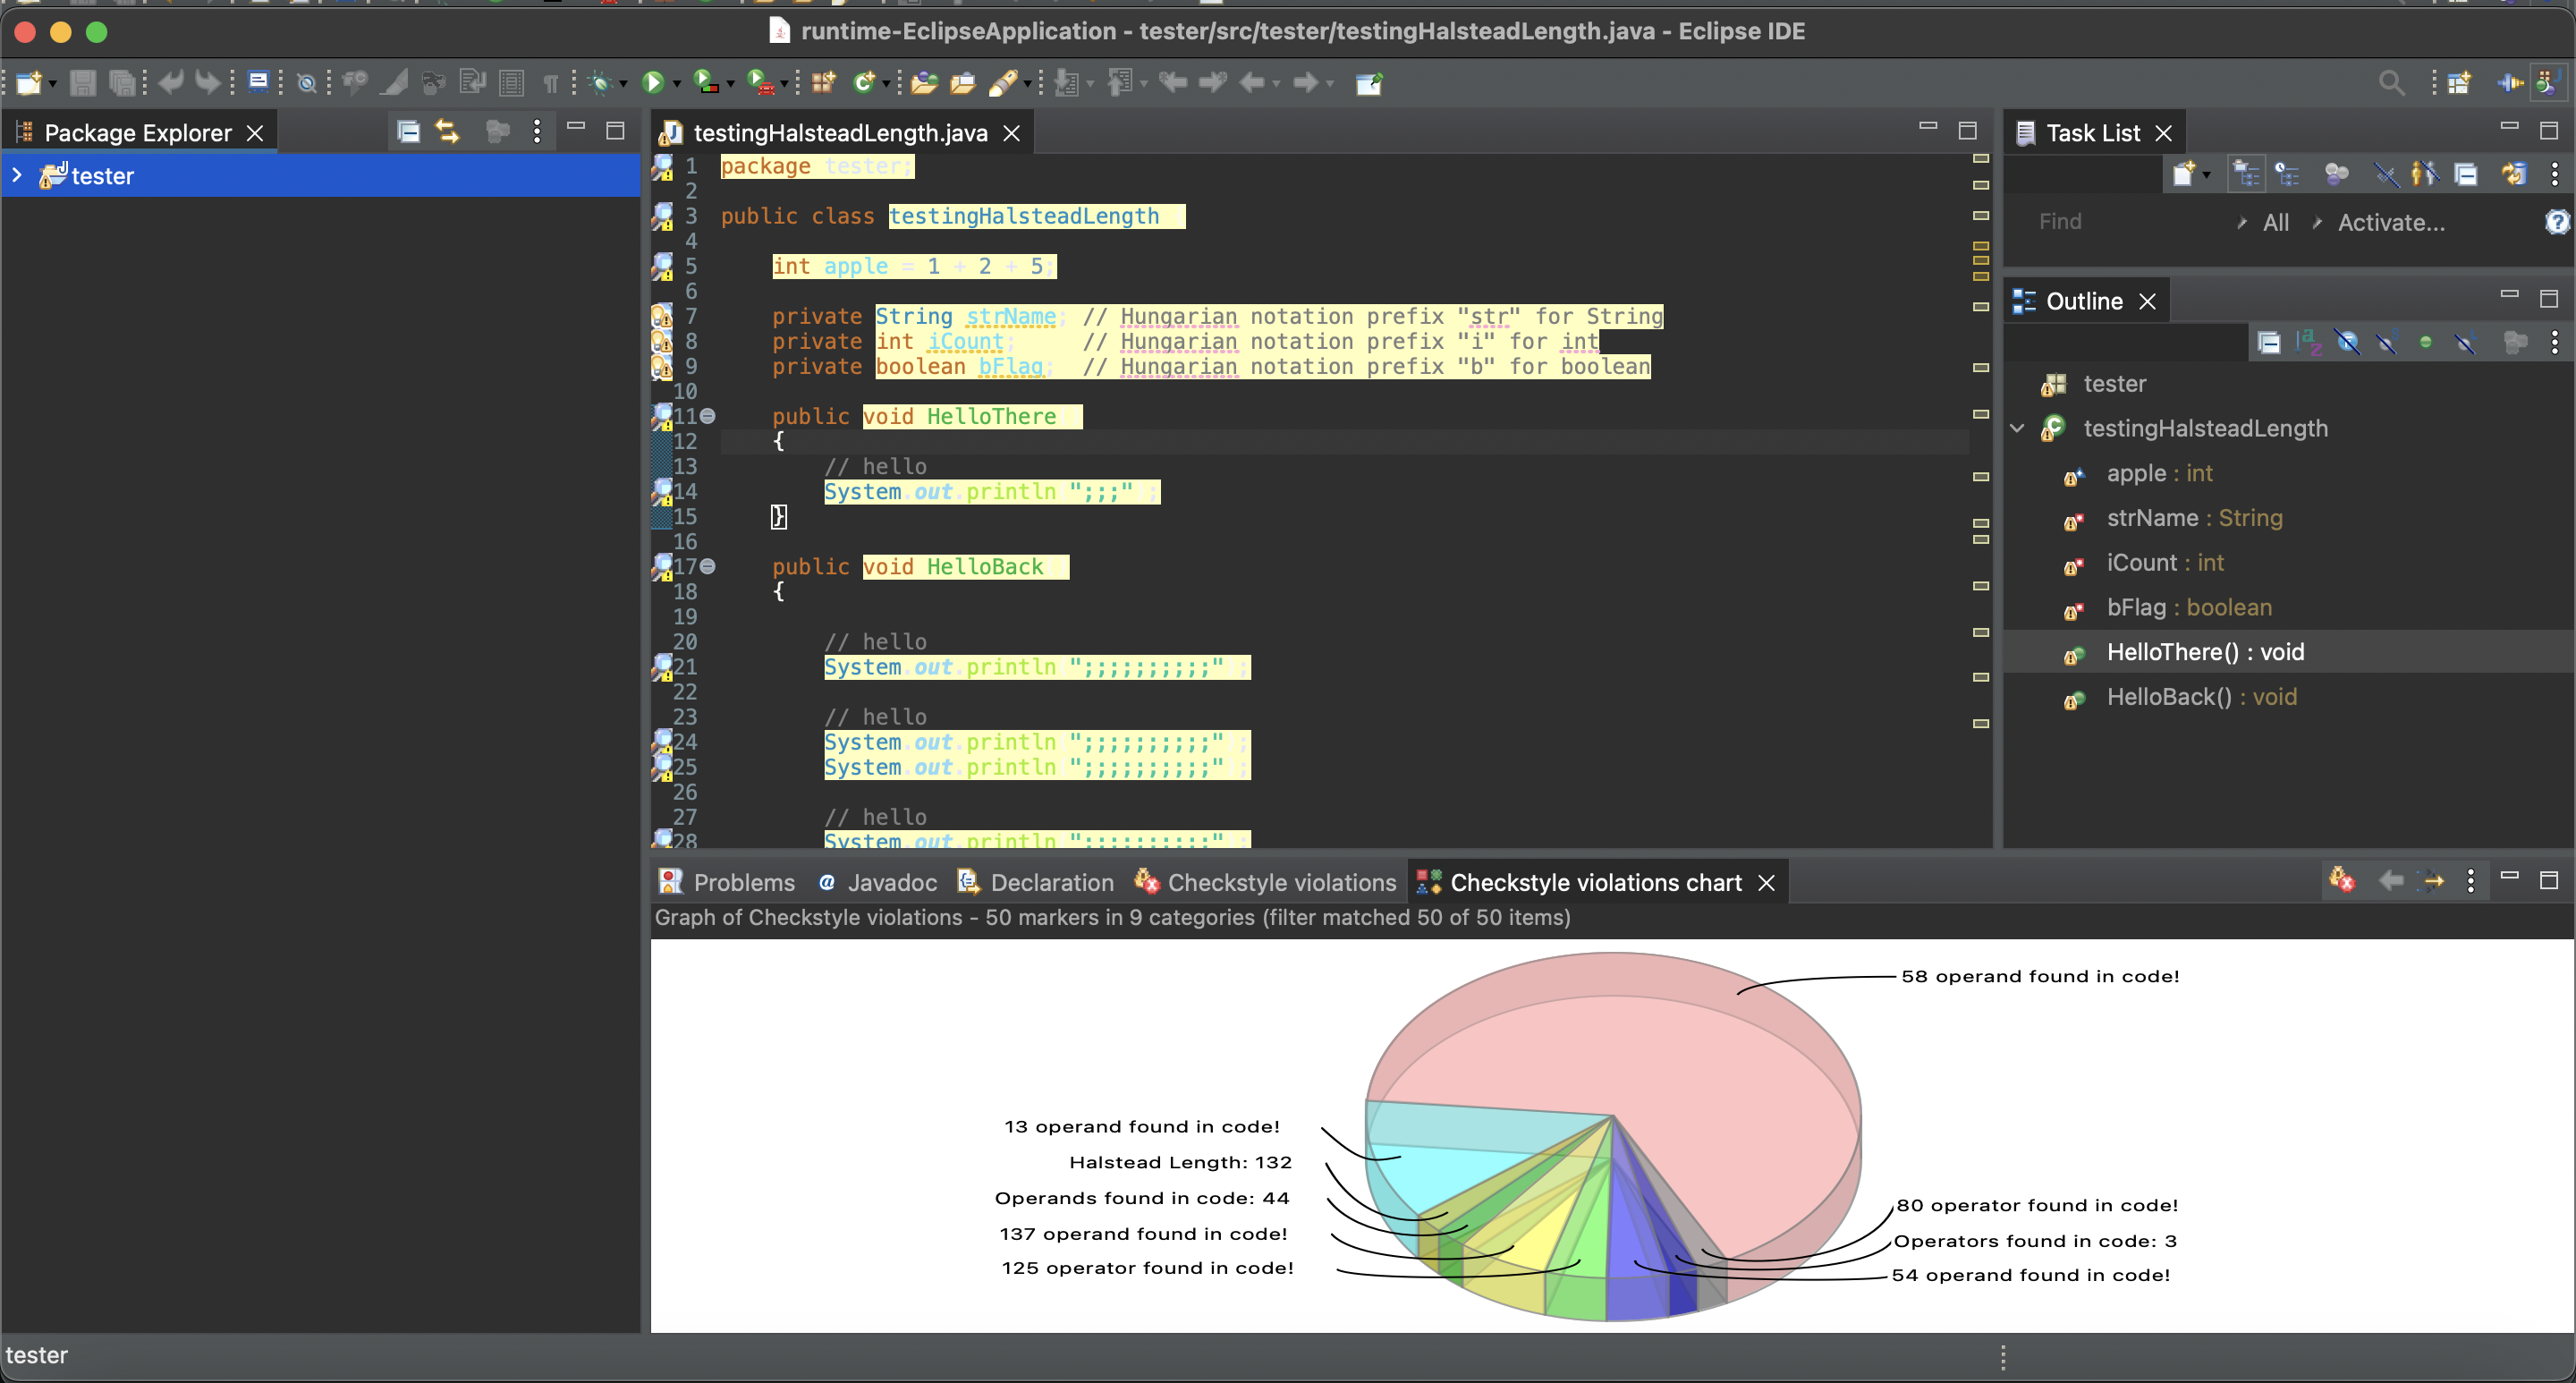 runtime-EclipseApplication - tester/src/tester/testingHalsteadLength.java - Eclipse IDE
Package Explorer
tester
testingHalsteadLength.java
1 package tester;
2
3 public class testingHalsteadLength
4
5 int apple = 1 + 2 + 5;
6
7 private String strName; // Hungarian notation prefix "str" for String
8 private int iCount; // Hungarian notation prefix "i" for int
9 private boolean bFlag; // Hungarian notation prefix "b" for boolean
10
11 public void HelloThere
12 {
13 // hello
14 System.out.println ";;;" ;
15 }
16
17 public void HelloBack
18 {
19
20 // hello
21 System.out.println ";;;;;;;;;;" ;
22
23 // hello
24 System.out.println ";;;;;;;;;;" ;
25 System.out.println ";;;;;;;;;;" ;
26
27 // hello
28 System.out.println ";;;;;;;;;;" ;
Task List
Find All Activate...
Outline
tester
testingHalsteadLength
apple : int
strName : String
iCount : int
bFlag : boolean
HelloThere() : void
HelloBack() : void
Problems @ Javadoc Declaration Checkstyle violations Checkstyle violations chart
Graph of Checkstyle violations - 50 markers in 9 categories (filter matched 50 of 50 items)
58 operand found in code!
13 operand found in code!
Halstead Length: 132
Operands found in code: 44
137 operand found in code!
125 operator found in code!
80 operator found in code!
Operators found in code: 3
54 operand found in code!
tester